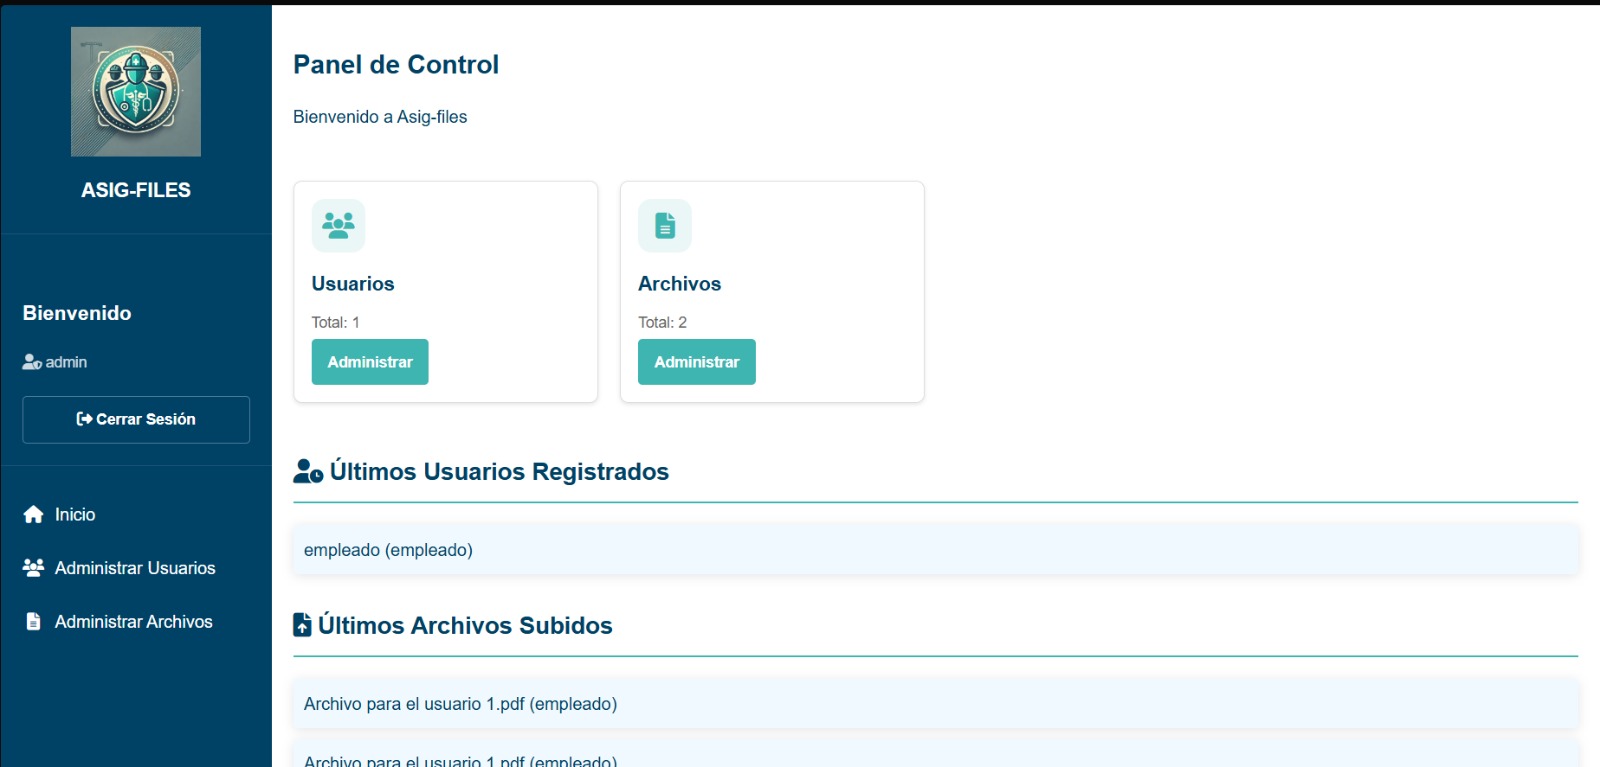 ASIG-FILES
Bienvenido
admin
Cerrar Sesión
Inicio
Administrar Usuarios
Administrar Archivos
Panel de Control
Bienvenido a Asig-files
Usuarios
Total: 1
Administrar
Archivos
Total: 2
Administrar
Últimos Usuarios Registrados
empleado (empleado)
Últimos Archivos Subidos
Archivo para el usuario 1.pdf (empleado)
Archivo para el usuario 1.pdf (empleado)